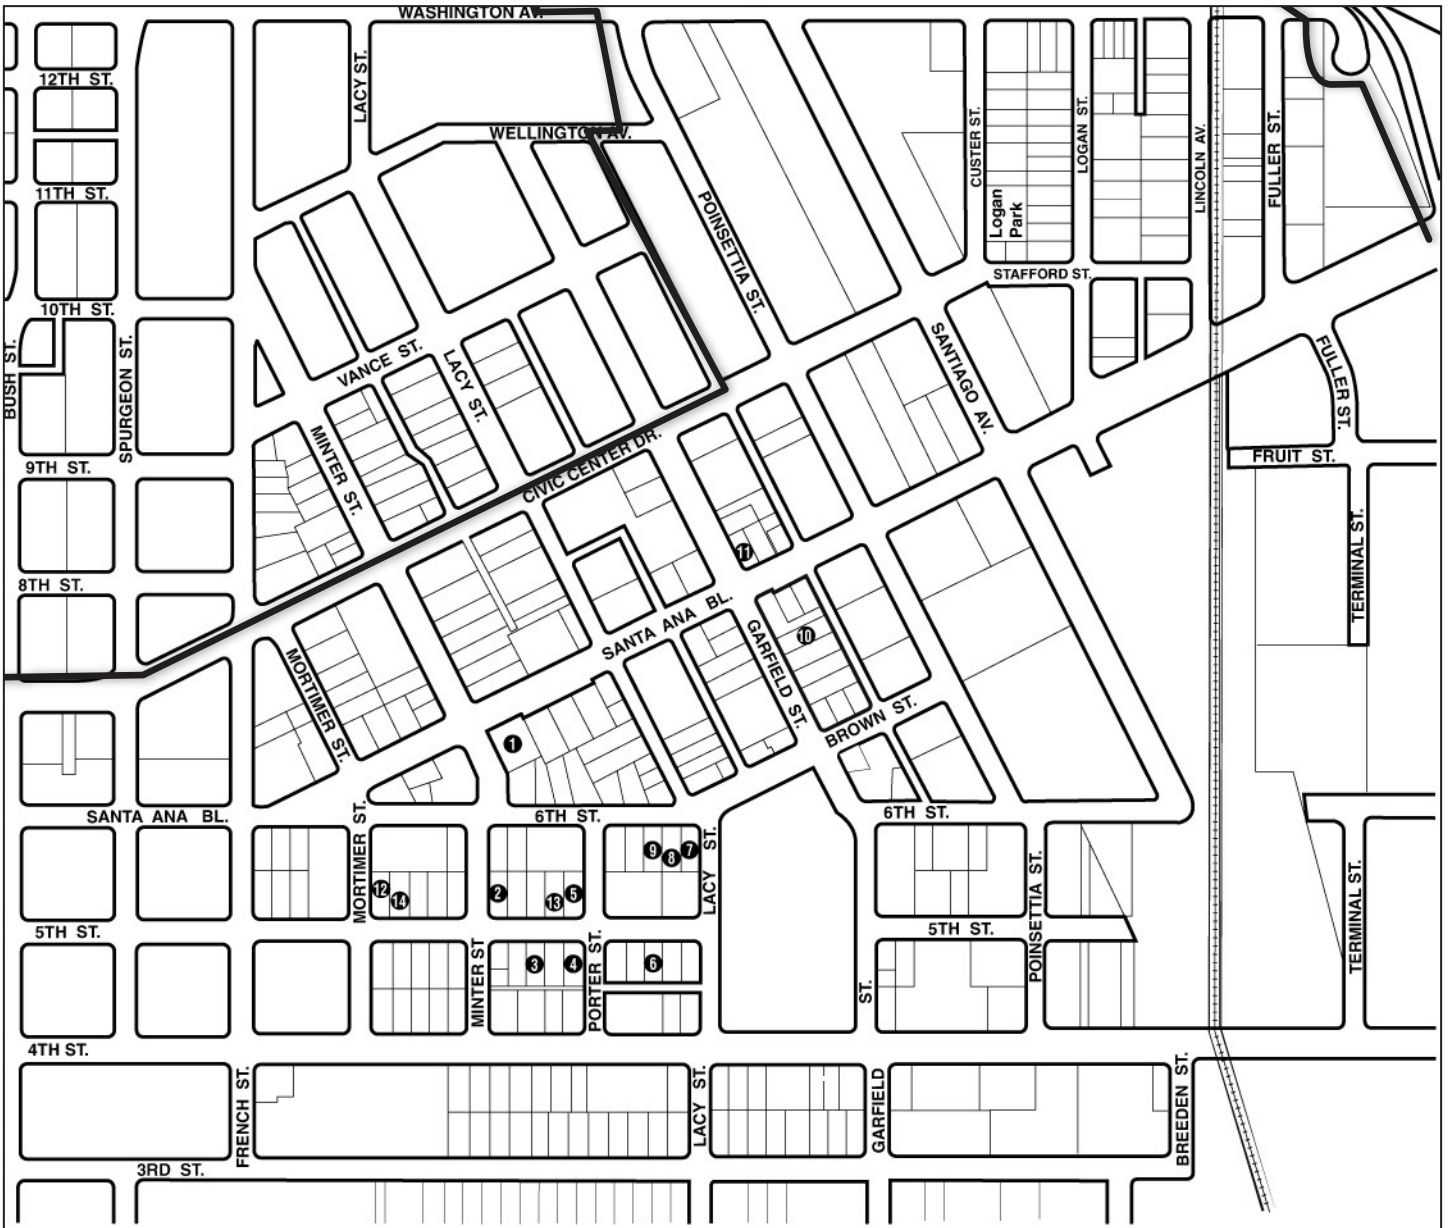 WASHINGTON AV.
LACY ST.
12TH ST.
WELLINGTON AV.
CUSTER ST.
LOGAN ST.
LINCOLN AV.
FULLER ST.
11TH ST.
Logan
Park
POINSETTIA ST.
STAFFORD ST.
10TH ST.
BUSH ST.
SPURGEON ST.
VANCE ST.
LACY ST.
SANTIAGO AV.
FULLER ST.
MINTER ST.
CIVIC CENTER DR.
9TH ST.
FRUIT ST.
TERMINAL ST.
11
8TH ST.
SANTA ANA BL.
GARFIELD ST.
10
MORTIMER ST.
BROWN ST.
1
SANTA ANA BL.
MORTIMER ST.
6TH ST.
6TH ST.
LACY ST.
9
8
7
POINSETTIA ST.
TERMINAL ST.
12
14
2
13
5
5TH ST.
5TH ST.
MINTER ST
3
4
PORTER ST.
6
ST.
4TH ST.
FRENCH ST.
LACY ST.
GARFIELD
BREEDEN ST.
3RD ST.